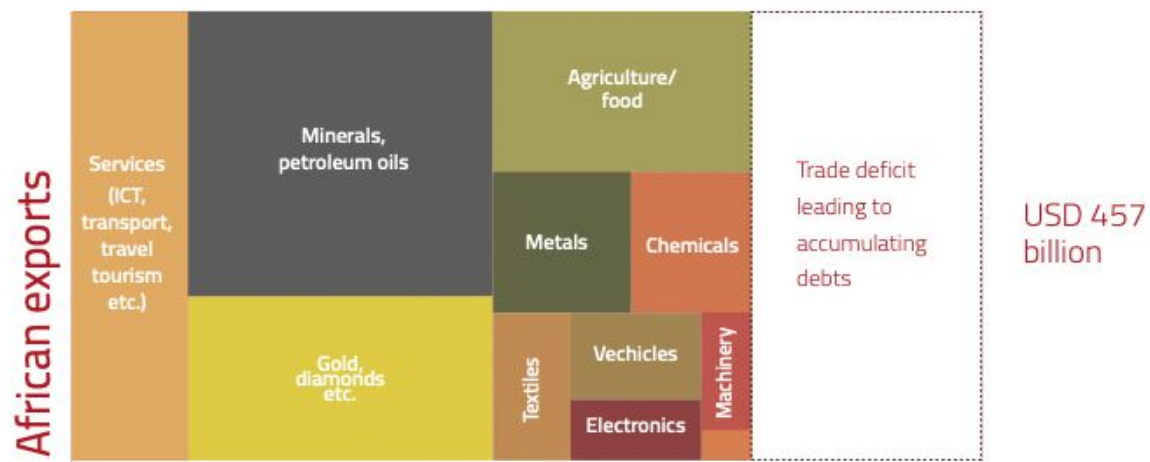 African exports
Services
(ICT,
transport,
travel
tourism
etc.)
Minerals,
petroleum oils
Gold,
diamonds
etc.
Agriculture/
food
Metals
Chemicals
Textiles
Vechicles
Electronics
Machinery
Trade deficit
leading to
accumulating
debts
USD 457
billion